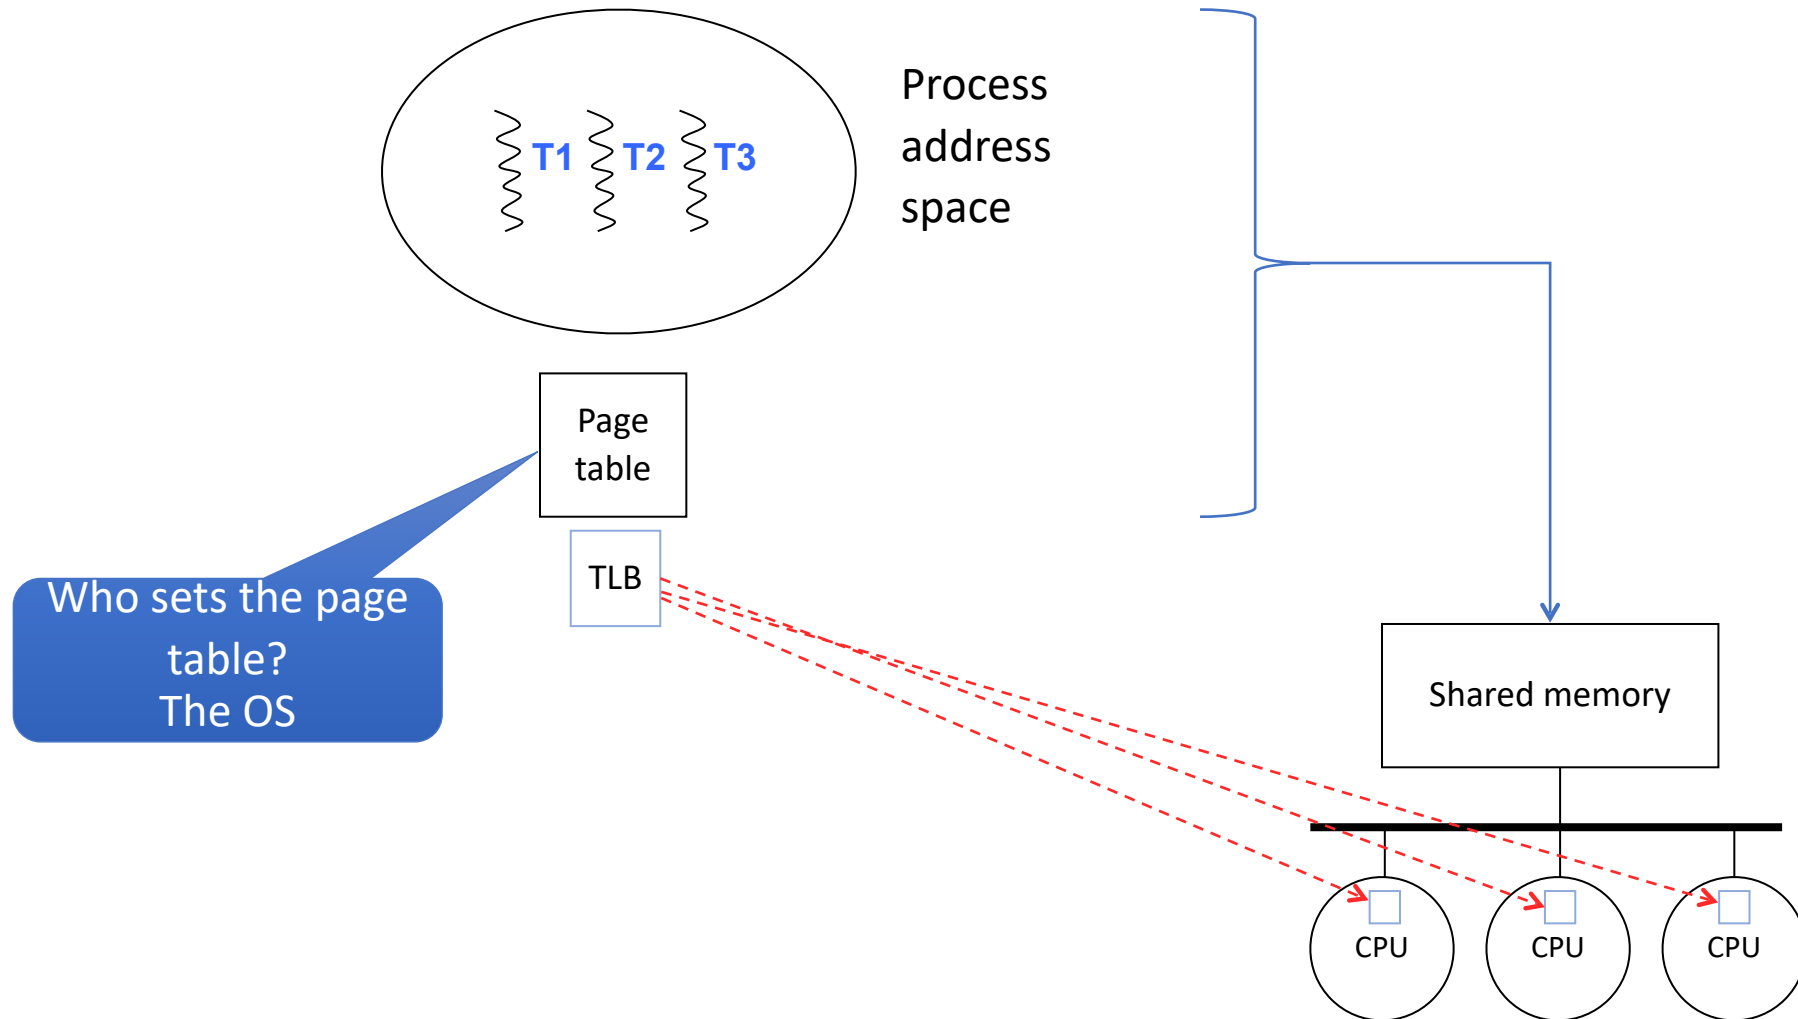 Process
address
space
T1 T2 T3
Page
table
TLB
Who sets the page
table?
The OS
Shared memory
CPU CPU CPU